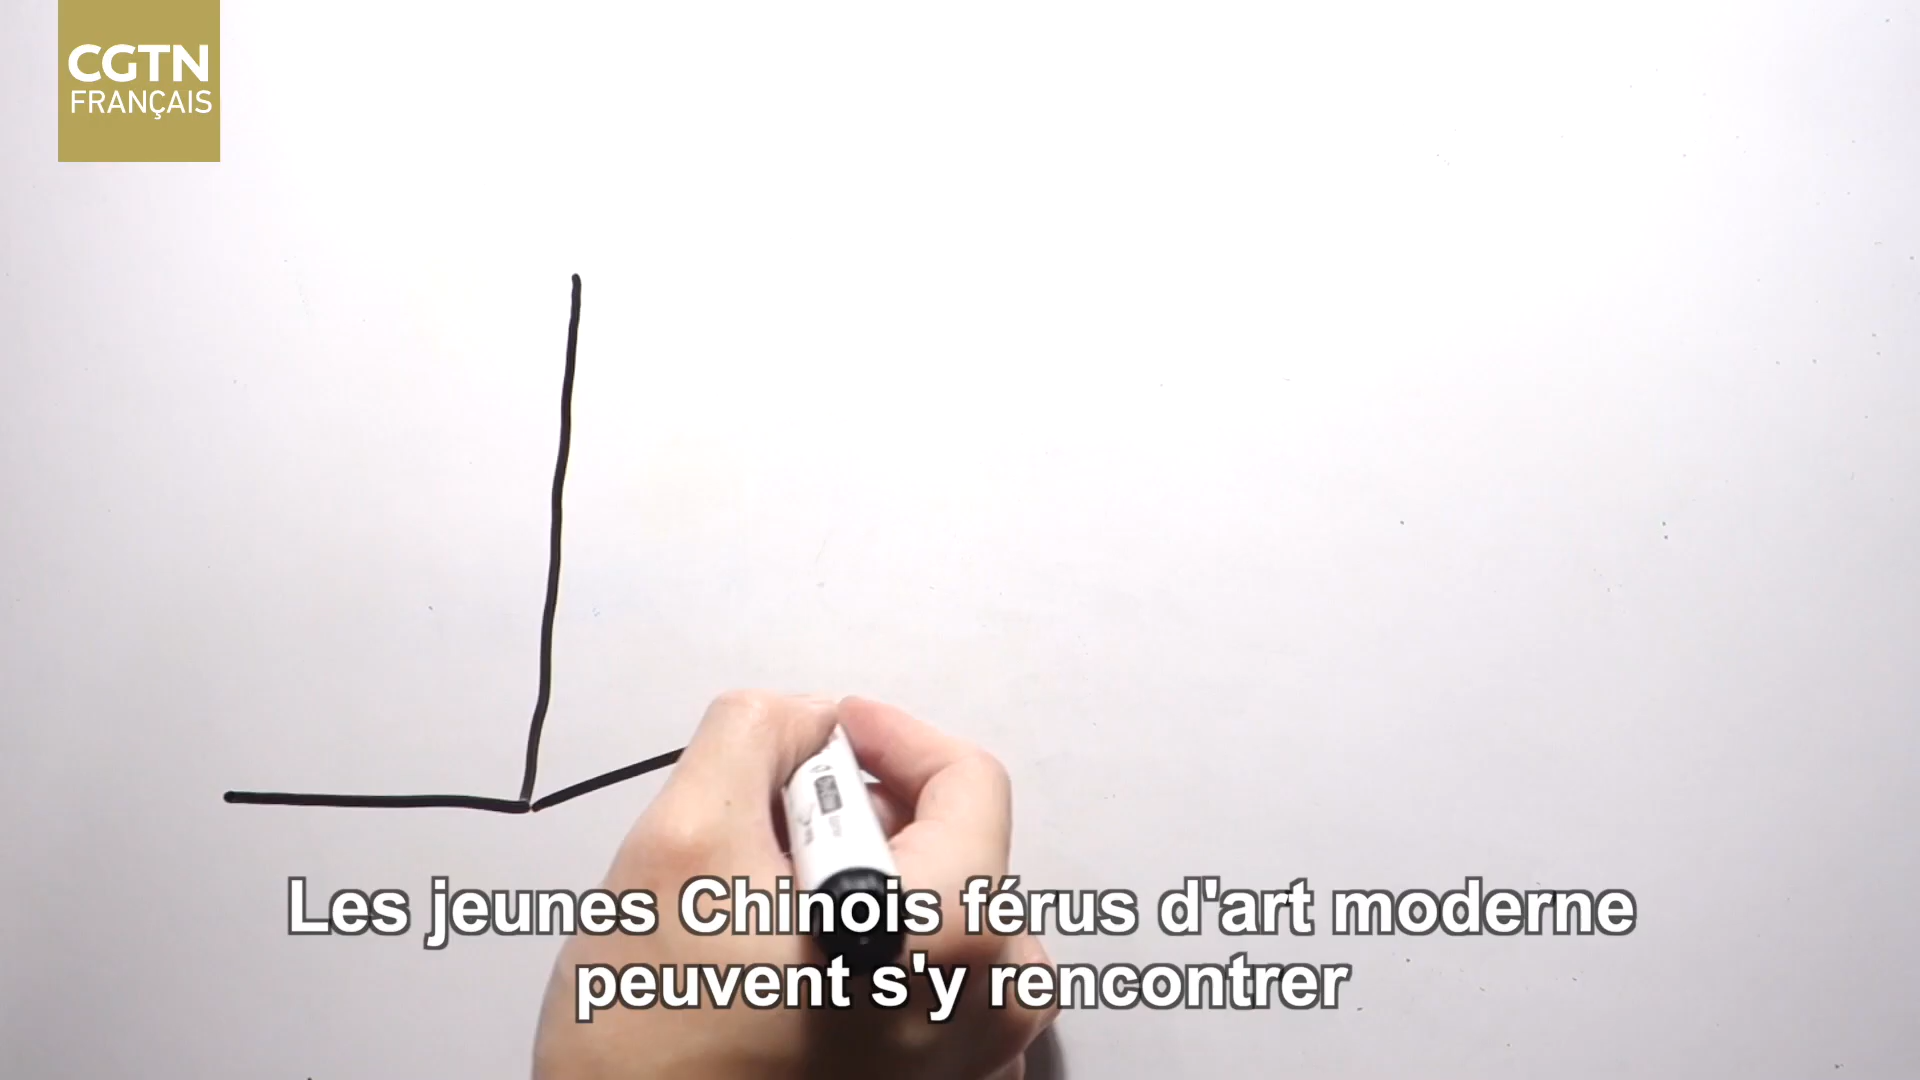 CGTN
FRANÇAIS
Les jeunes Chinois férus d'art moderne
peuvent s'y rencontrer